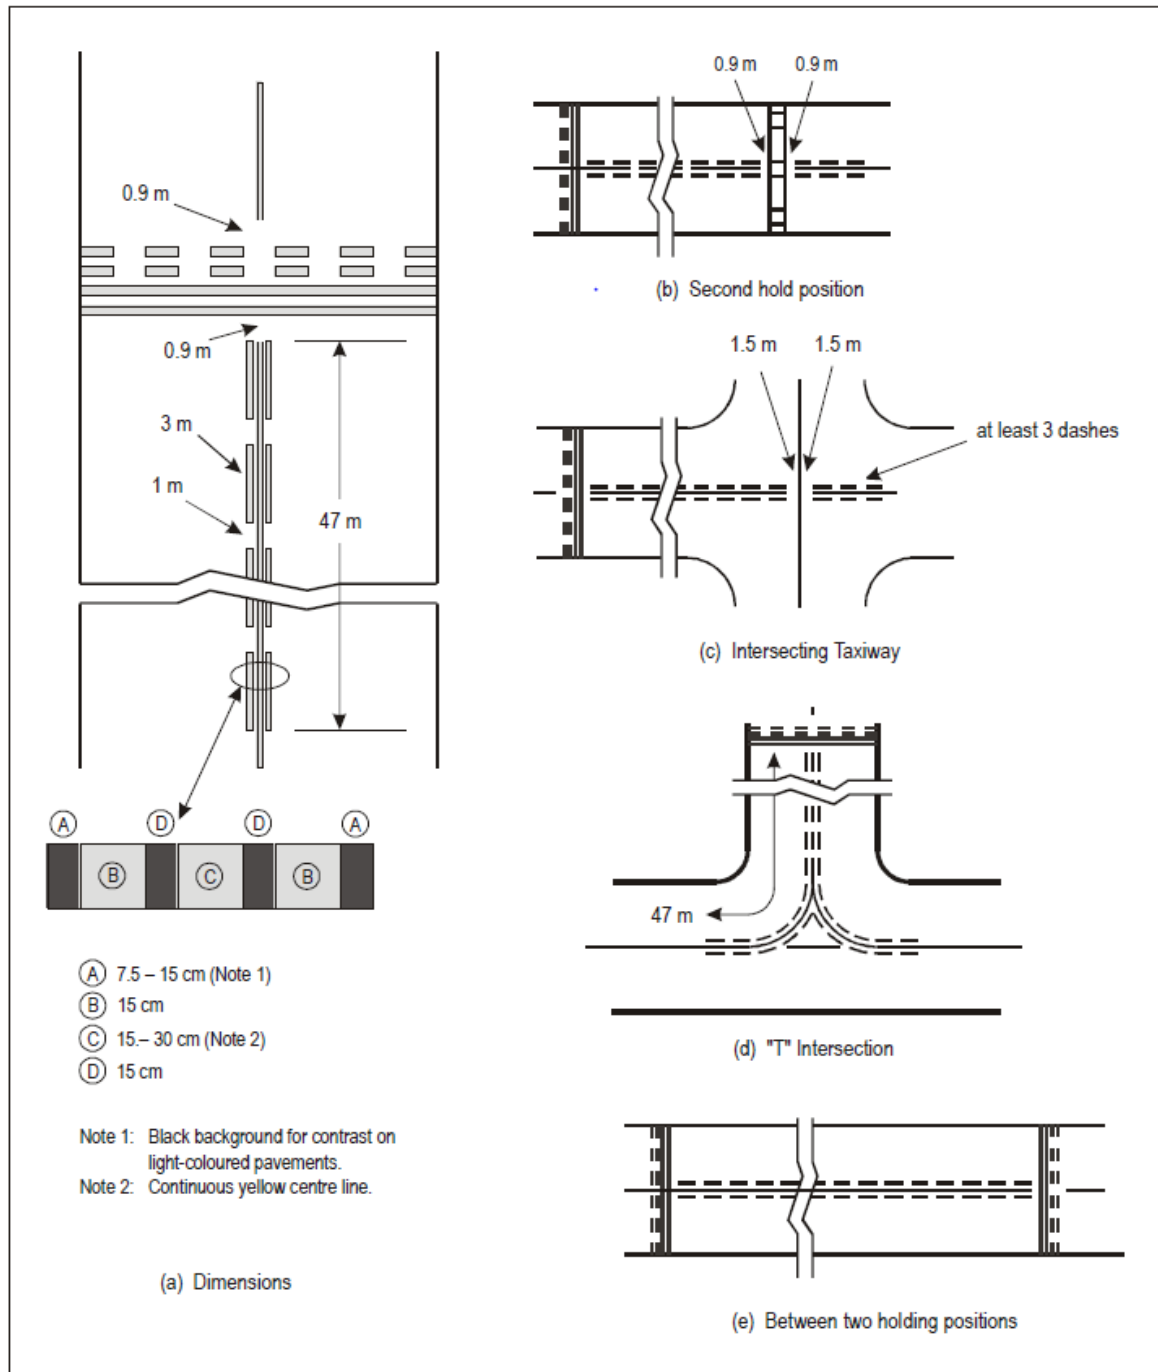 0.9 m
0.9 m
3 m
1 m
47 m
A
D
D
A
B
C
B
A 7.5 – 15 cm (Note 1)
B 15 cm
C 15.– 30 cm (Note 2)
D 15 cm
Note 1: Black background for contrast on
light-coloured pavements.
Note 2: Continuous yellow centre line.
(a) Dimensions
0.9 m 0.9 m
(b) Second hold position
1.5 m 1.5 m
at least 3 dashes
(c) Intersecting Taxiway
47 m
(d) "T" Intersection
(e) Between two holding positions